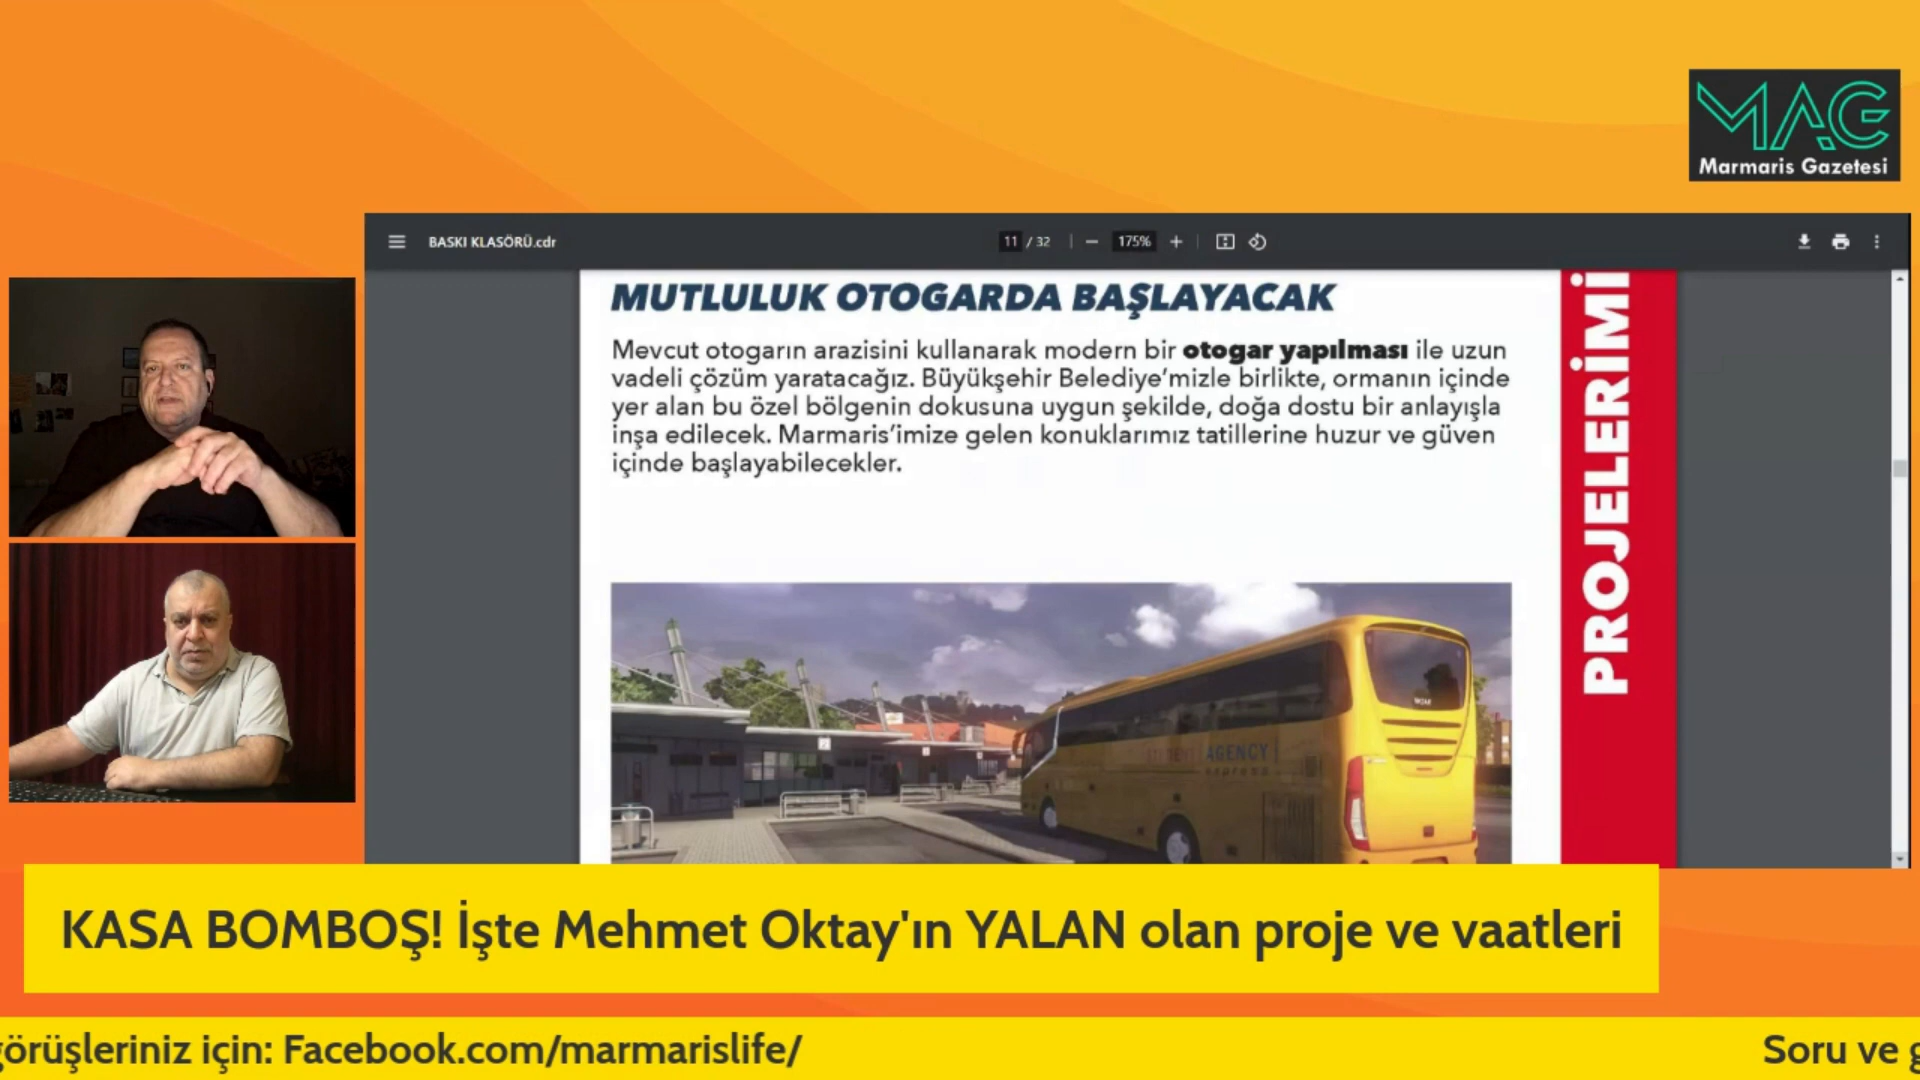 MAG
Marmaris Gazetesi
BASKI KLASÖRÜ.cdr
11 / 32
175%
MUTLULUK OTOGARDA BAŞLAYACAK
Mevcut otogarın arazisini kullanarak modern bir otogar yapılması ile uzun
vadeli çözüm yaratacağız. Büyükşehir Belediye’mizle birlikte, ormanın içinde
yer alan bu özel bölgenin dokusuna uygun şekilde, doğa dostu bir anlayışla
inşa edilecek. Marmaris’imize gelen konuklarımız tatillerine huzur ve güven
içinde başlayabilecekler.
PROJELERİMİ
STUDENT AGENCY
express
KASA BOMBOŞ! İşte Mehmet Oktay'ın YALAN olan proje ve vaatleri
görüşleriniz için: Facebook.com/marmarislife/
Soru ve g